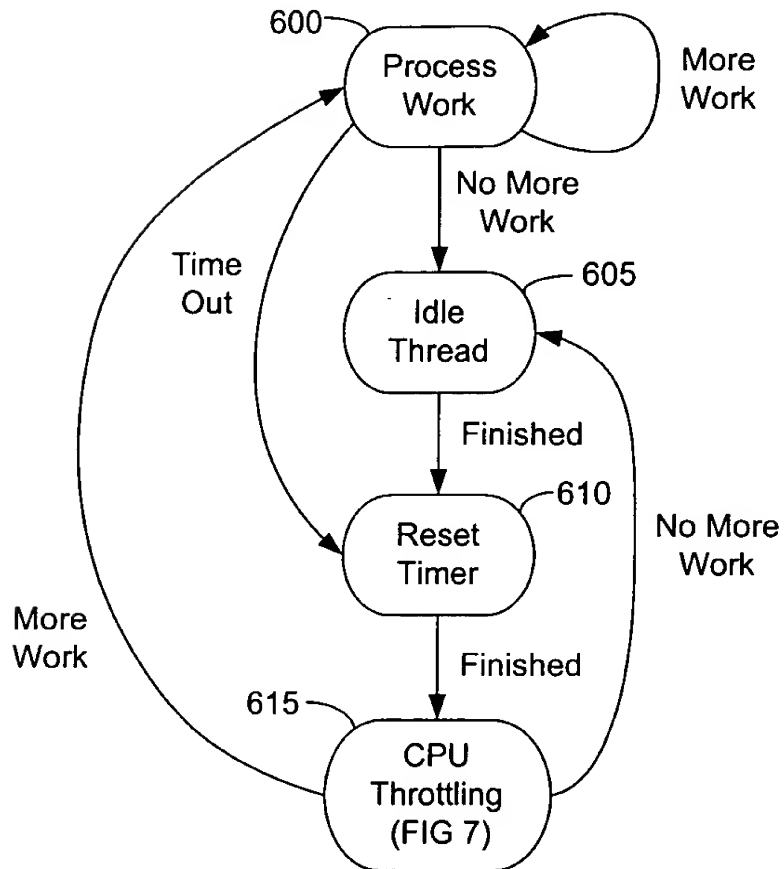 600
Process
Work
More
Work
No More
Work
Time
Out
605
Idle
Thread
Finished
610
Reset
Timer
No More
Work
More
Work
Finished
615
CPU
Throttling
(FIG 7)